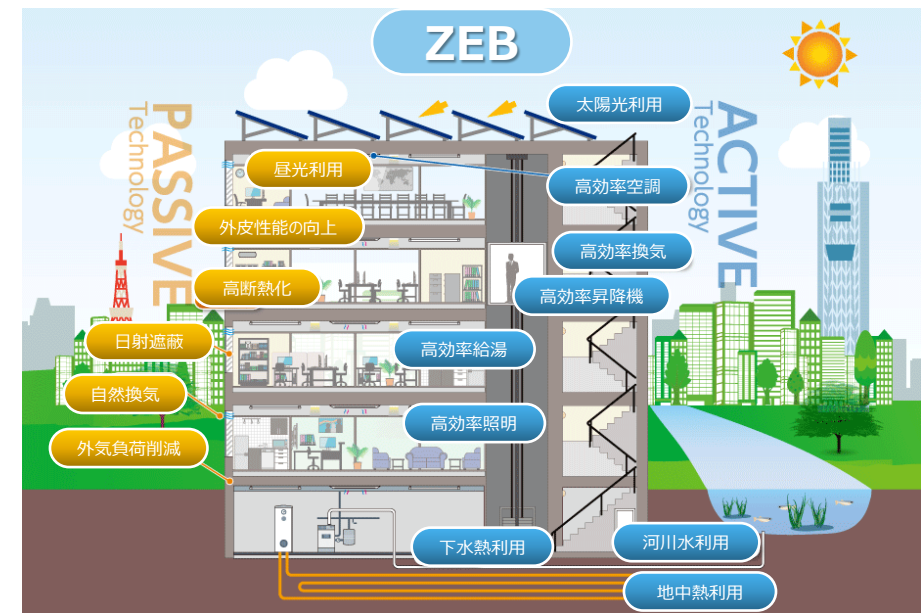 ZEB
PASSIVE
Technology
ACTIVE
Technology
太陽光利用
昼光利用
高効率空調
外皮性能の向上
高効率換気
高断熱化
高効率昇降機
日射遮蔽
高効率給湯
自然換気
高効率照明
外気負荷削減
下水熱利用
河川水利用
地中熱利用